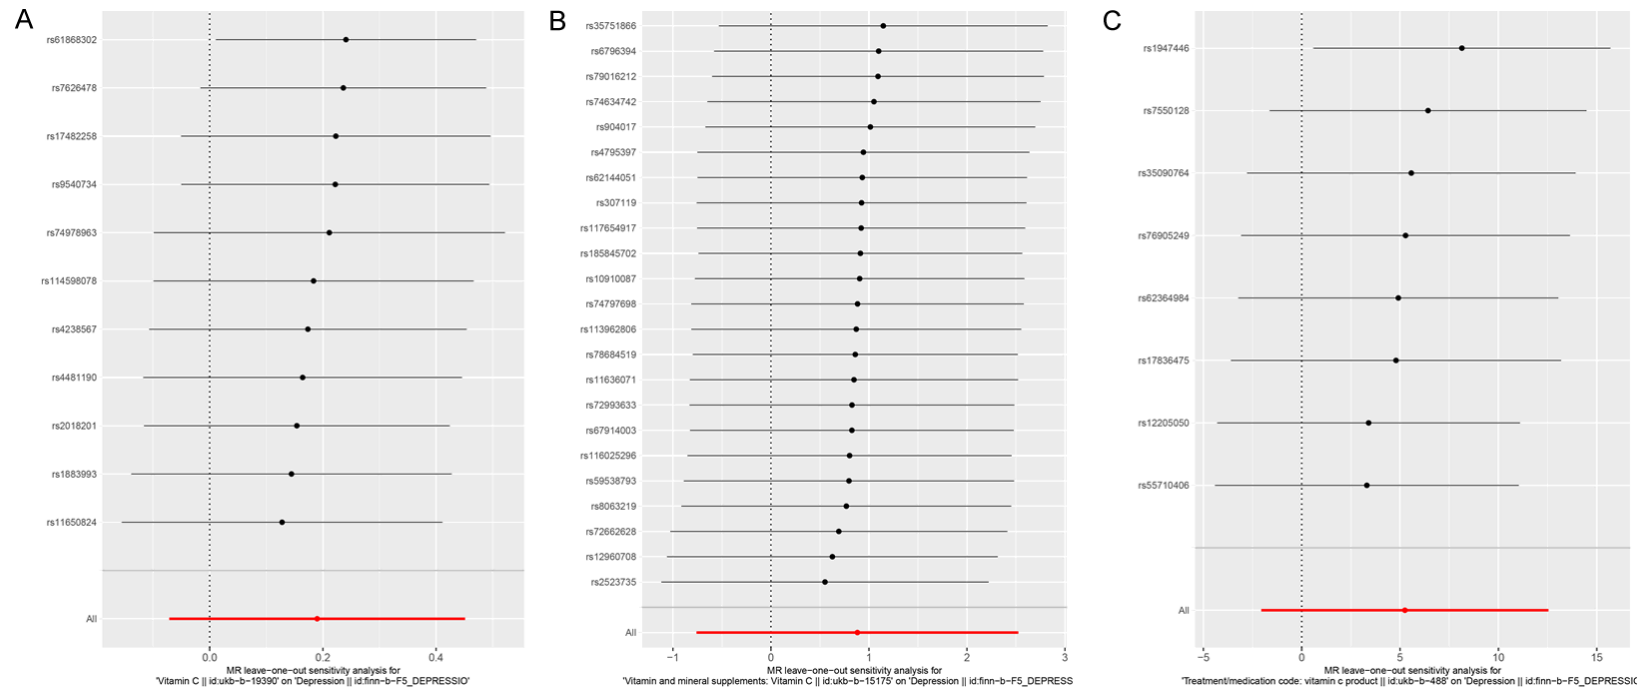 A
rs61868302
rs7626478
rs17482258
rs9540734
rs74978963
rs114598078
rs4238567
rs4481190
rs2018201
rs1883993
rs11650824
All
0.0 0.2 0.4
MR leave−one−out sensitivity analysis for
'Vitamin C || id:ukb−b−19390' on 'Depression || id:finn−b−F5_DEPRESSIO'
B
rs35751866
rs6796394
rs79016212
rs74634742
rs904017
rs4795397
rs62144051
rs307119
rs117654917
rs185845702
rs10910087
rs74797698
rs113962806
rs78684519
rs11636071
rs72993633
rs67914003
rs116025296
rs59538793
rs8063219
rs72662628
rs12960708
rs2523735
All
−1 0 1 2 3
MR leave−one−out sensitivity analysis for
'Vitamin and mineral supplements: Vitamin C || id:ukb−b−15175' on 'Depression || id:finn−b−F5_DEPRESS
C
rs1947446
rs7550128
rs35090764
rs76905249
rs62364984
rs17836475
rs12205050
rs55710406
All
−5 0 5 10 15
MR leave−one−out sensitivity analysis for
'Treatment/medication code: vitamin c product || id:ukb−b−488' on 'Depression || id:finn−b−F5_DEPRESSIO